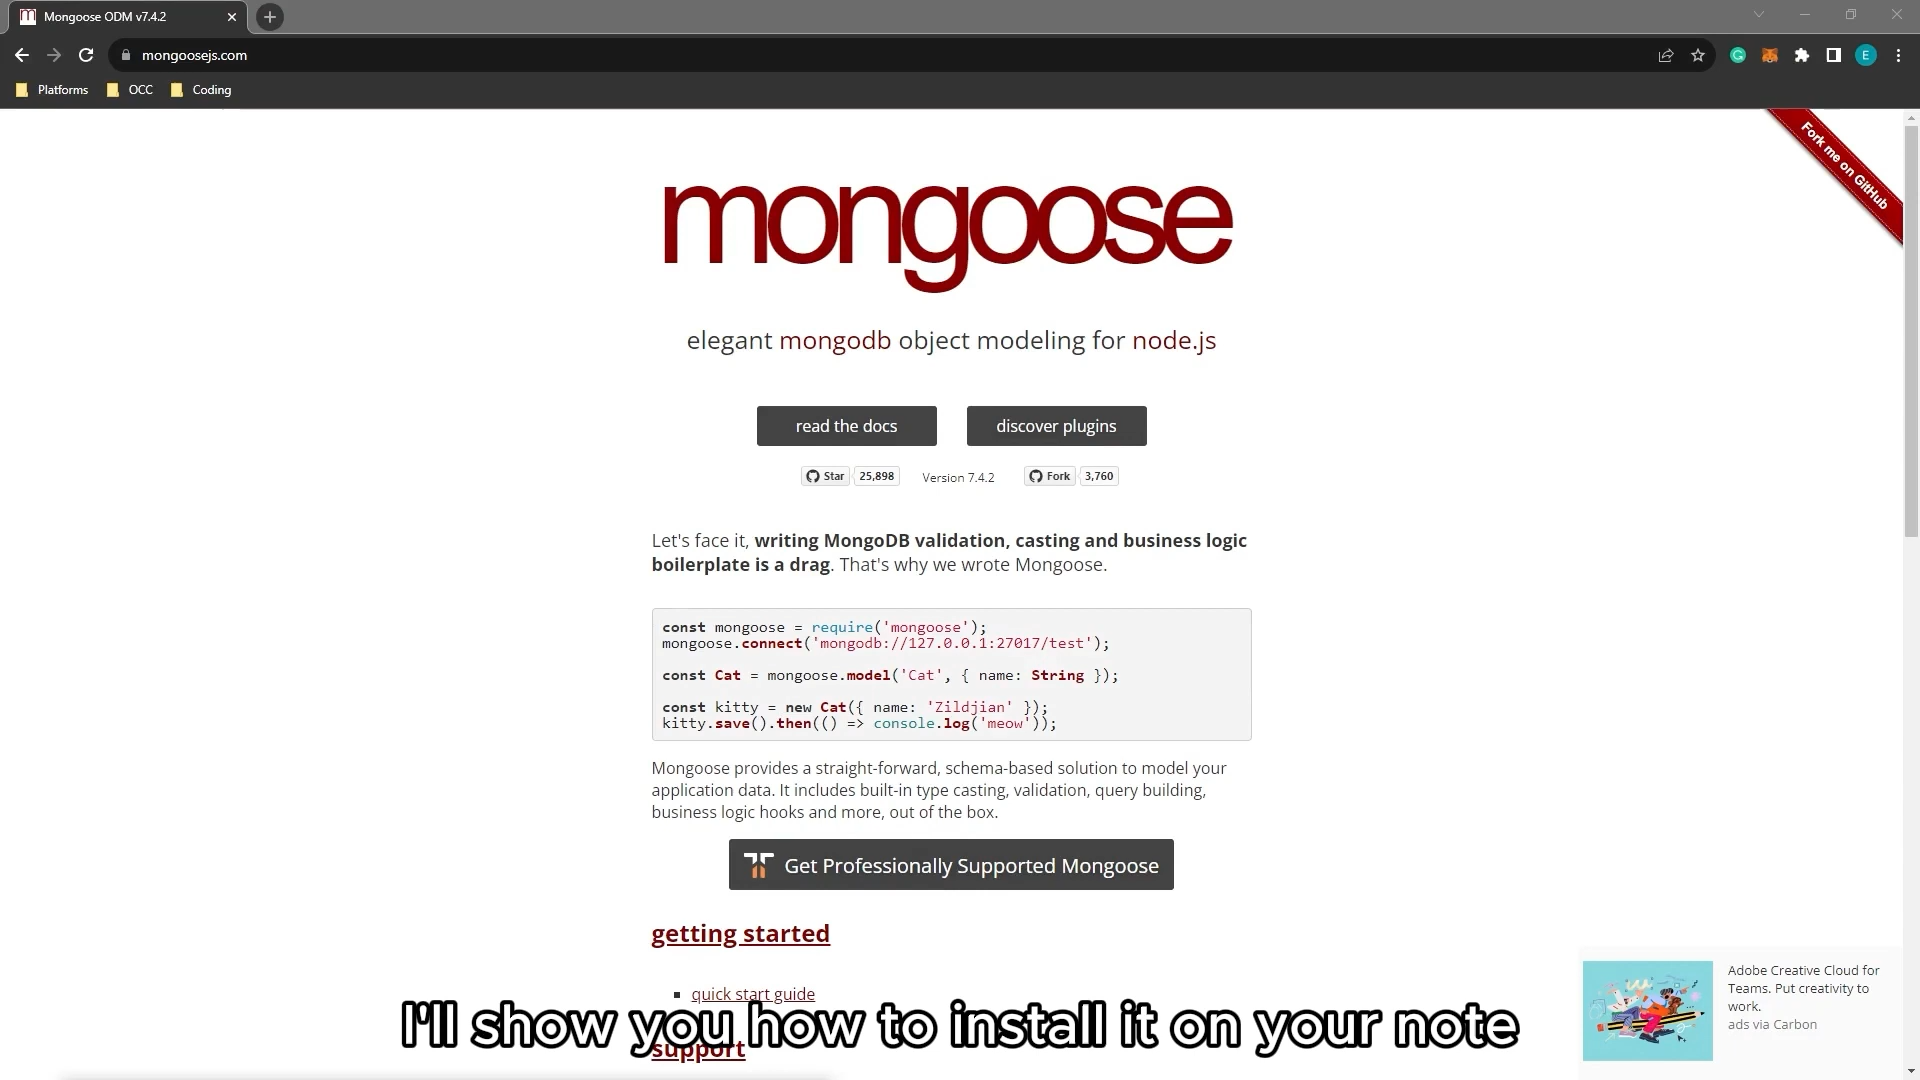 Mongoose ODM v7.4.2
mongoosejs.com
E
Platforms OCC Coding
Fork me on GitHub
mongoose
elegant mongodb object modeling for node.js
read the docs discover plugins
Star 25,898 Version 7.4.2 Fork 3,760
Let's face it, writing MongoDB validation, casting and business logic
boilerplate is a drag. That's why we wrote Mongoose.
const mongoose = require('mongoose');
mongoose.connect('mongodb://127.0.0.1:27017/test');
const Cat = mongoose.model('Cat', { name: String });
const kitty = new Cat({ name: 'Zildjian' });
kitty.save().then(() => console.log('meow'));
Mongoose provides a straight-forward, schema-based solution to model your
application data. It includes built-in type casting, validation, query building,
business logic hooks and more, out of the box.
Get Professionally Supported Mongoose
getting started
quick start guide
support
Adobe Creative Cloud for
Teams. Put creativity to
work.
ads via Carbon
I'll show you how to install it on your note